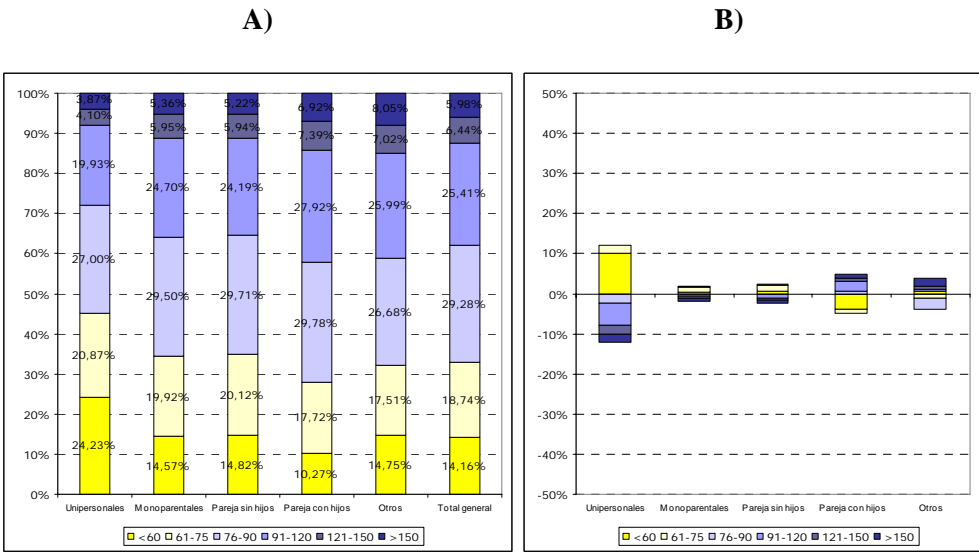 A)
B)
100%
90%
80%
70%
60%
50%
40%
30%
20%
10%
0%
3,87% 5,36% 5,22% 6,92% 8,05% 5,98%
4,10% 5,95% 5,94% 7,39% 7,02% 6,44%
19,93% 24,70% 24,19% 27,92% 25,99% 25,41%
27,00% 29,50% 29,71% 29,78% 26,68% 29,28%
20,87% 19,92% 20,12% 17,72% 17,51% 18,74%
24,23% 14,57% 14,82% 10,27% 14,75% 14,16%
Unipersonales Monoparentales Pareja sin hijos Pareja con hijos Otros Total general
<60 61-75 76-90 91-120 121-150 >150
50%
40%
30%
20%
10%
0%
-10%
-20%
-30%
-40%
-50%
Unipersonales Monoparentales Pareja sin hijos Pareja con hijos Otros
<60 61-75 76-90 91-120 121-150 >150